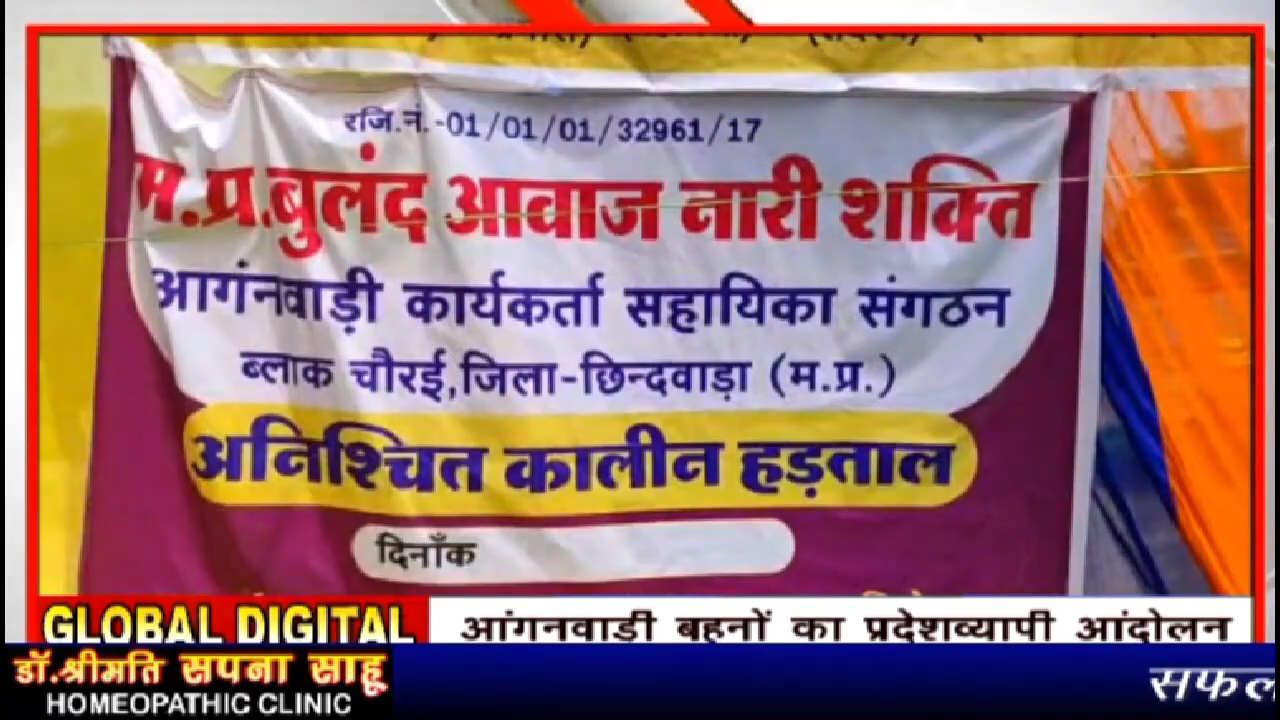 रजि.नं.-01/01/01/32961/17
म.प्र.बुलंद आवाज नारी शक्ति
आगंनवाड़ी कार्यकर्ता सहायिका संगठन
ब्लाक चौरई,जिला-छिन्दवाड़ा (म.प्र.)
अनिश्चित कालीन हड़ताल
दिनाँक
GLOBAL DIGITAL
आंगनवाडी बहनों का प्रदेशव्यापी आंदोलन
डॉ.श्रीमति सपना साहू
HOMEOPATHIC CLINIC
सफल